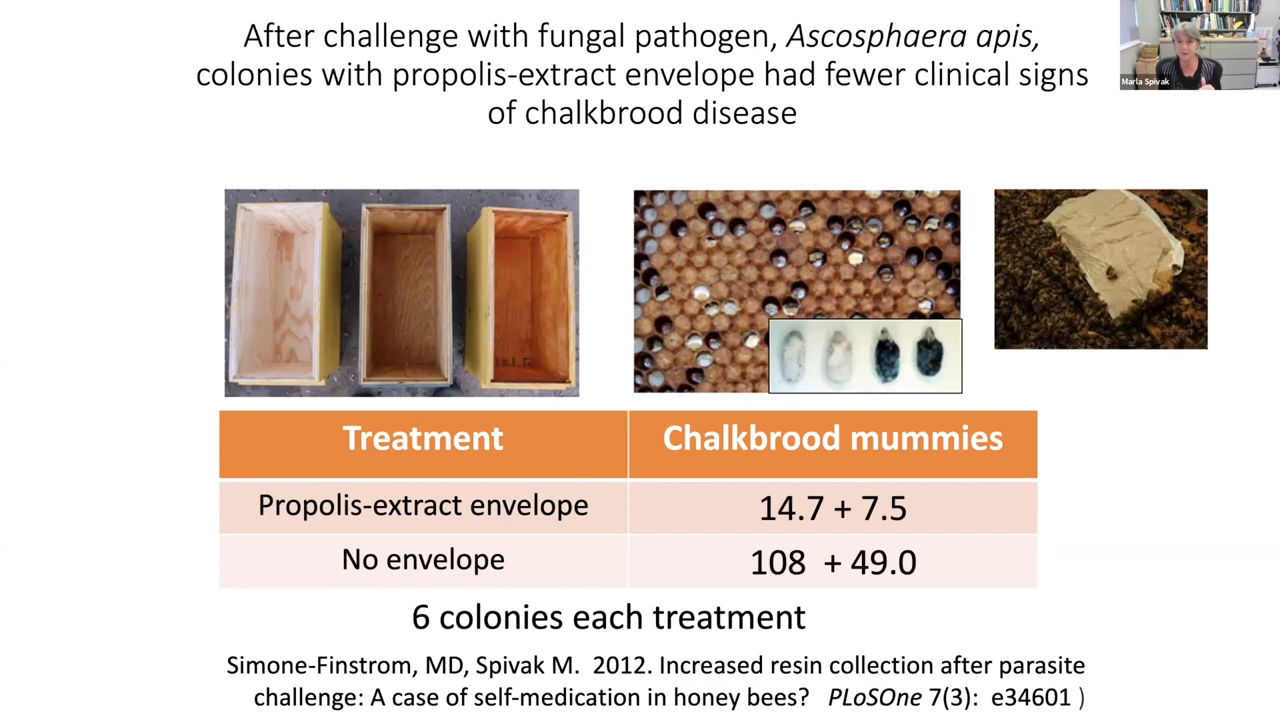 After challenge with fungal pathogen, Ascosphaera apis,
colonies with propolis-extract envelope had fewer clinical signs
of chalkbrood disease
Marla Spivak
Treatment
Chalkbrood mummies
Propolis-extract envelope
14.7 + 7.5
No envelope
108 + 49.0
6 colonies each treatment
Simone-Finstrom, MD, Spivak M. 2012. Increased resin collection after parasite
challenge: A case of self-medication in honey bees? PLoSOne 7(3): e34601 )